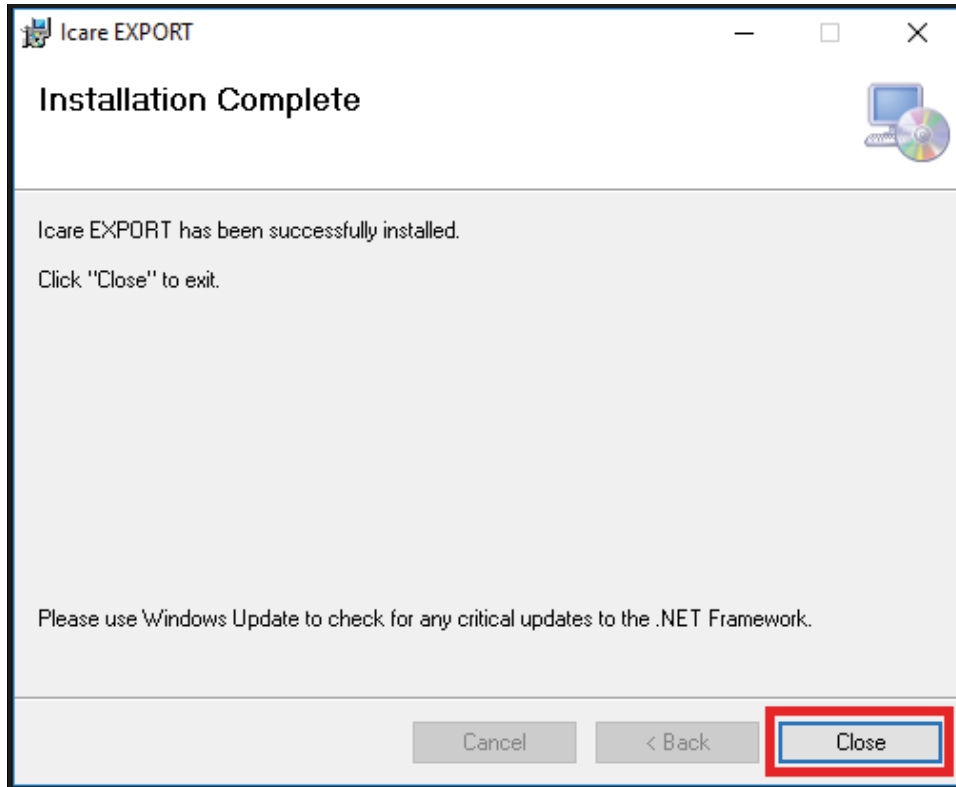 Icare EXPORT
Installation Complete
Icare EXPORT has been successfully installed.
Click "Close" to exit.
Please use Windows Update to check for any critical updates to the .NET Framework.
Cancel
< Back
Close